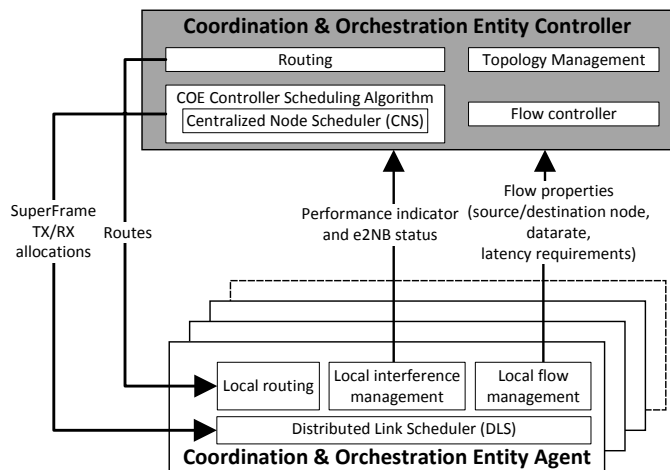 Coordination & Orchestration Entity Controller
Routing
Topology Management
COE Controller Scheduling Algorithm
Centralized Node Scheduler (CNS)
Flow controller
SuperFrame
TX/RX
allocations
Routes
Performance indicator
and e2NB status
Flow properties
(source/destination node,
datarate,
latency requirements)
Local routing
Local interference
management
Local flow
management
Distributed Link Scheduler (DLS)
Coordination & Orchestration Entity Agent